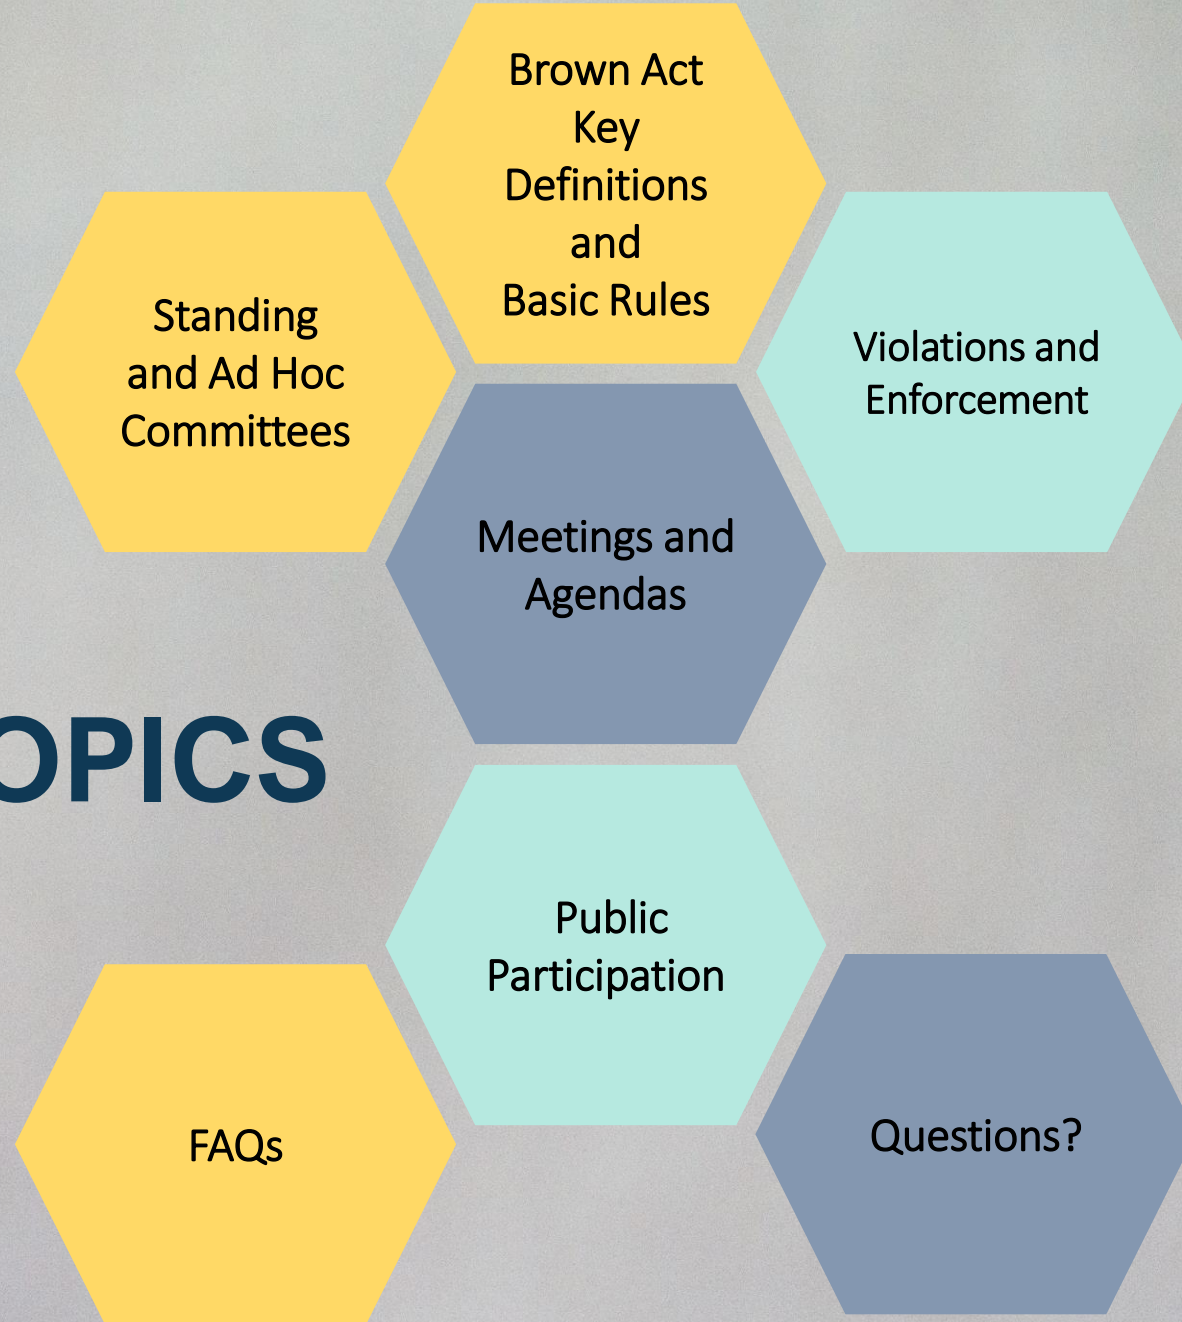 Brown Act
Key
Definitions
and
Basic Rules
Standing
and Ad Hoc
Committees
Violations and
Enforcement
Meetings and
Agendas
OPICS
Public
Participation
FAQs
Questions?